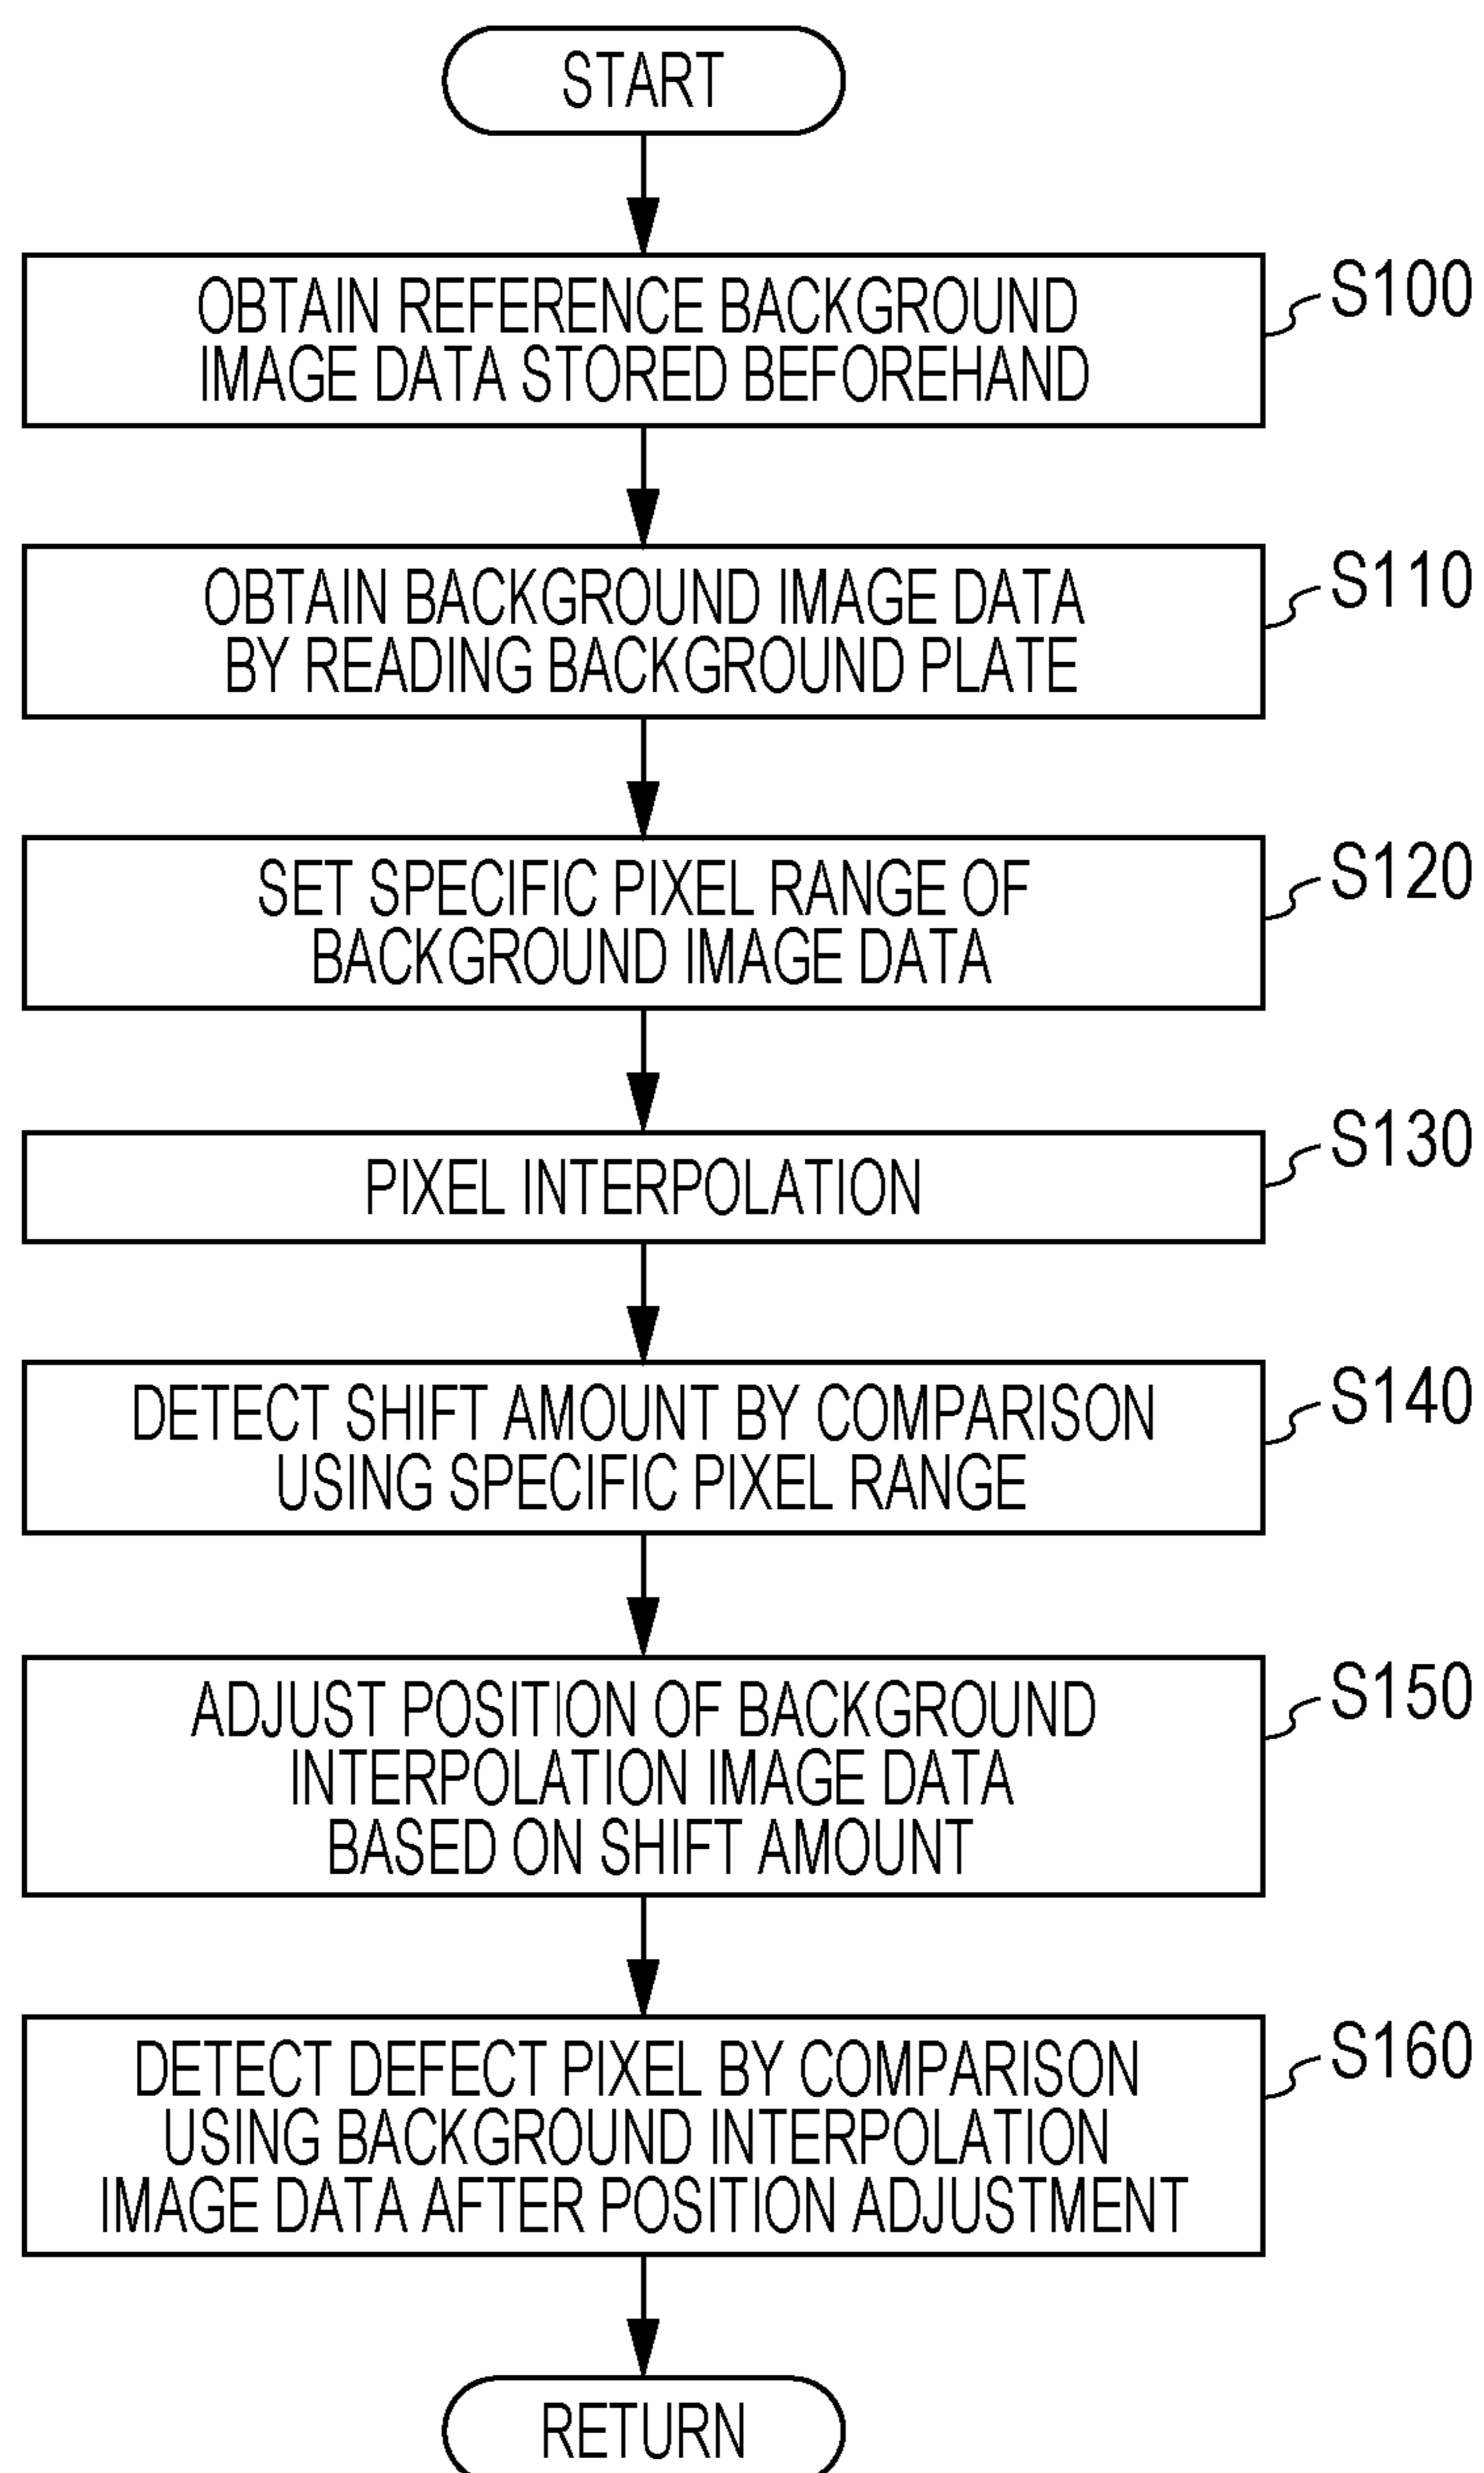 START
OBTAIN REFERENCE BACKGROUND
IMAGE DATA STORED BEFOREHAND
S100
OBTAIN BACKGROUND IMAGE DATA
BY READING BACKGROUND PLATE
S110
SET SPECIFIC PIXEL RANGE OF
BACKGROUND IMAGE DATA
S120
PIXEL INTERPOLATION
S130
DETECT SHIFT AMOUNT BY COMPARISON
USING SPECIFIC PIXEL RANGE
S140
ADJUST POSITION OF BACKGROUND
INTERPOLATION IMAGE DATA
BASED ON SHIFT AMOUNT
S150
DETECT DEFECT PIXEL BY COMPARISON
USING BACKGROUND INTERPOLATION
IMAGE DATA AFTER POSITION ADJUSTMENT
S160
RETURN